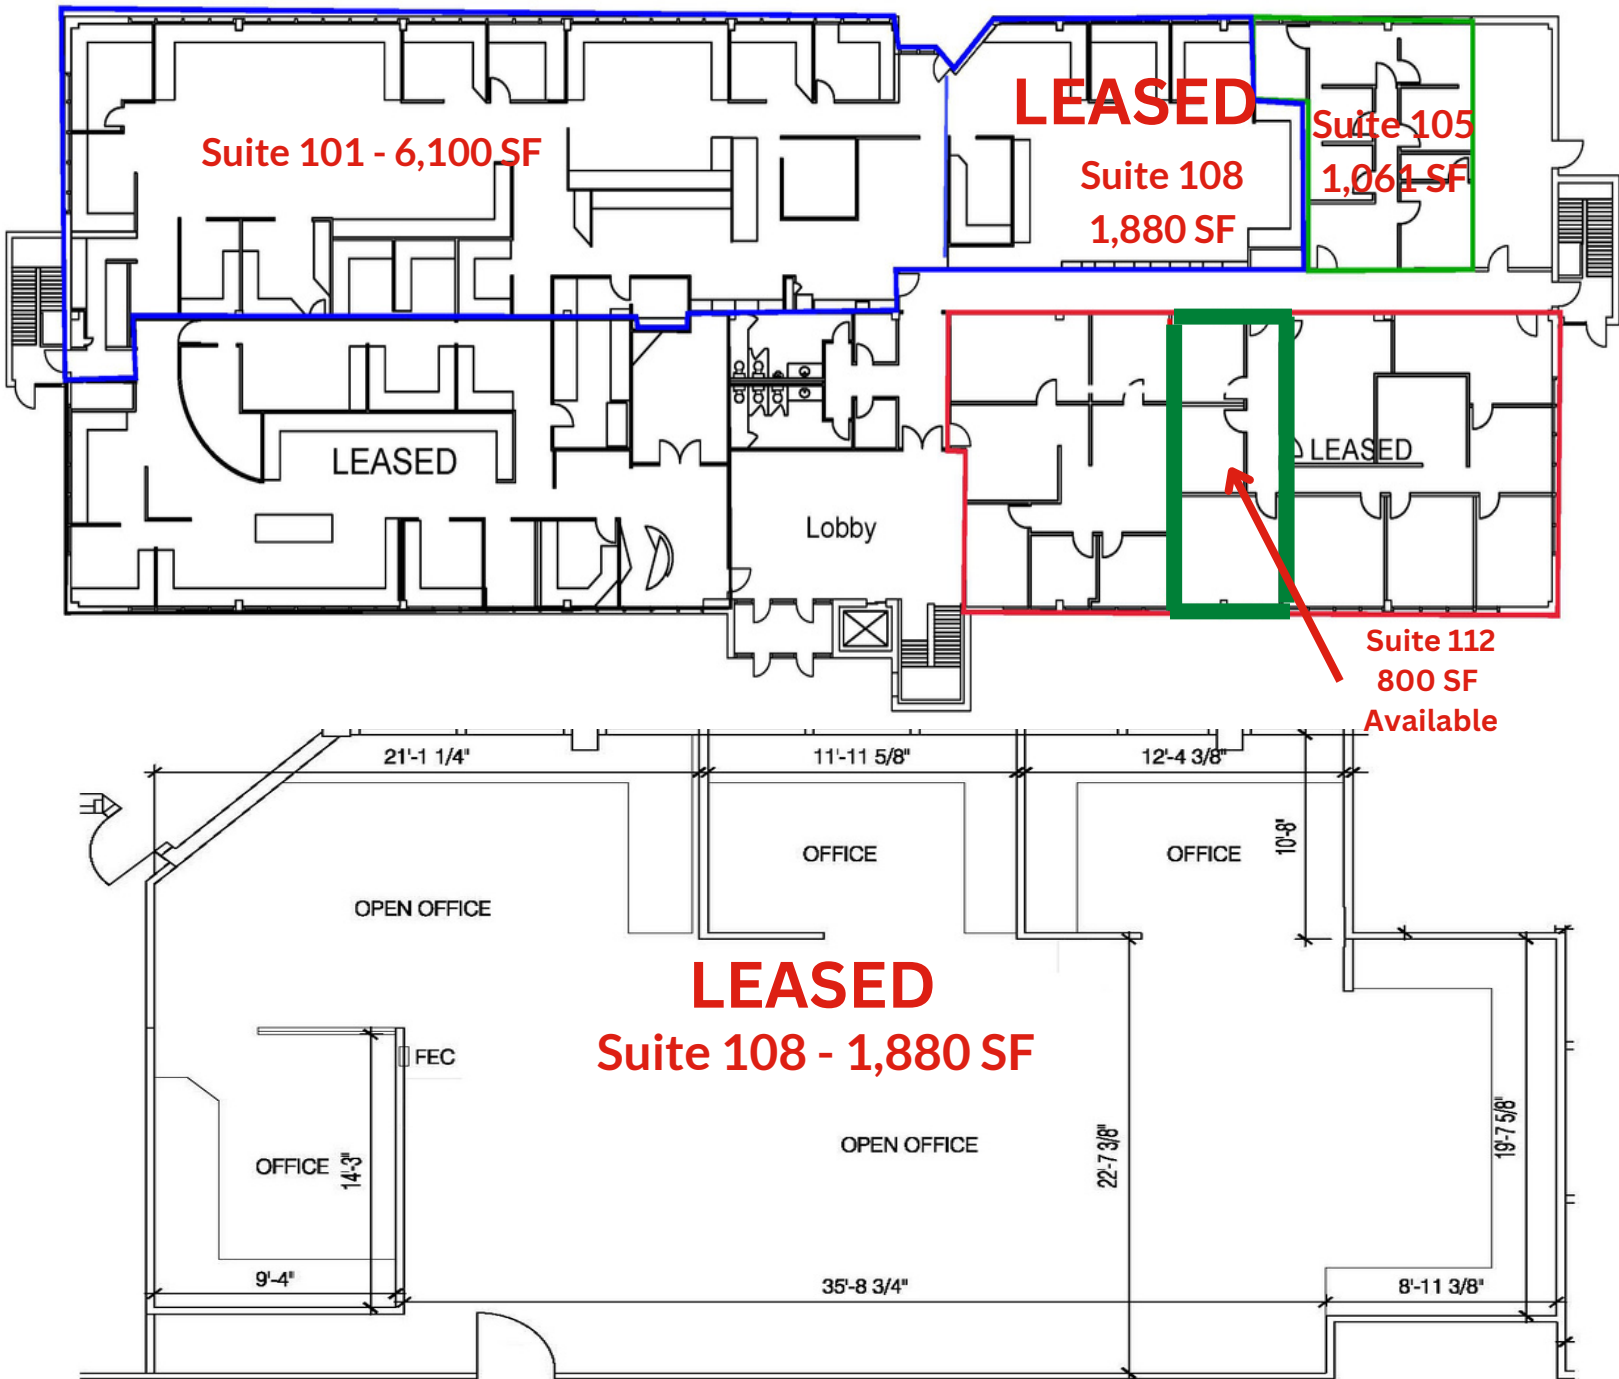 LEASED
Suite 101 - 6,100 SF
Suite 108
1,880 SF
Suite 105
1,061 SF
LEASED
LEASED
Lobby
Suite 112
800 SF
Available
21'-1 1/4"
11'-11 5/8"
12'-4 3/8"
10'-8"
OFFICE
OFFICE
OPEN OFFICE
LEASED
Suite 108 - 1,880 SF
FEC
OPEN OFFICE
OFFICE
14'-3"
22'-7 3/8"
19'-7 5/8"
9'-4"
35'-8 3/4"
8'-11 3/8"